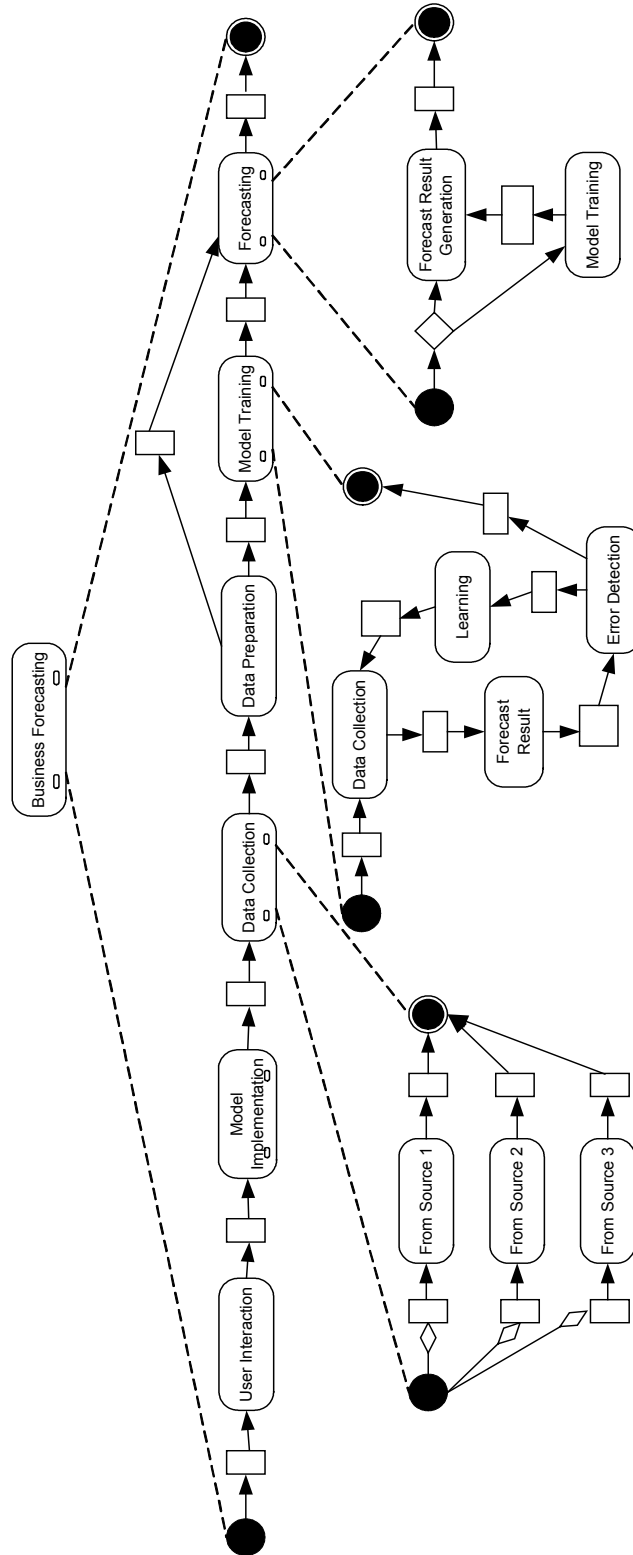 Business Forecasting
User Interaction
Model
Implementation
Data Collection
Data Preparation
Model Training
Forecasting
From Source 1
From Source 2
From Source 3
Data Collection
Forecast
Result
Learning
Error Detection
Forecast Result
Generation
Model Training